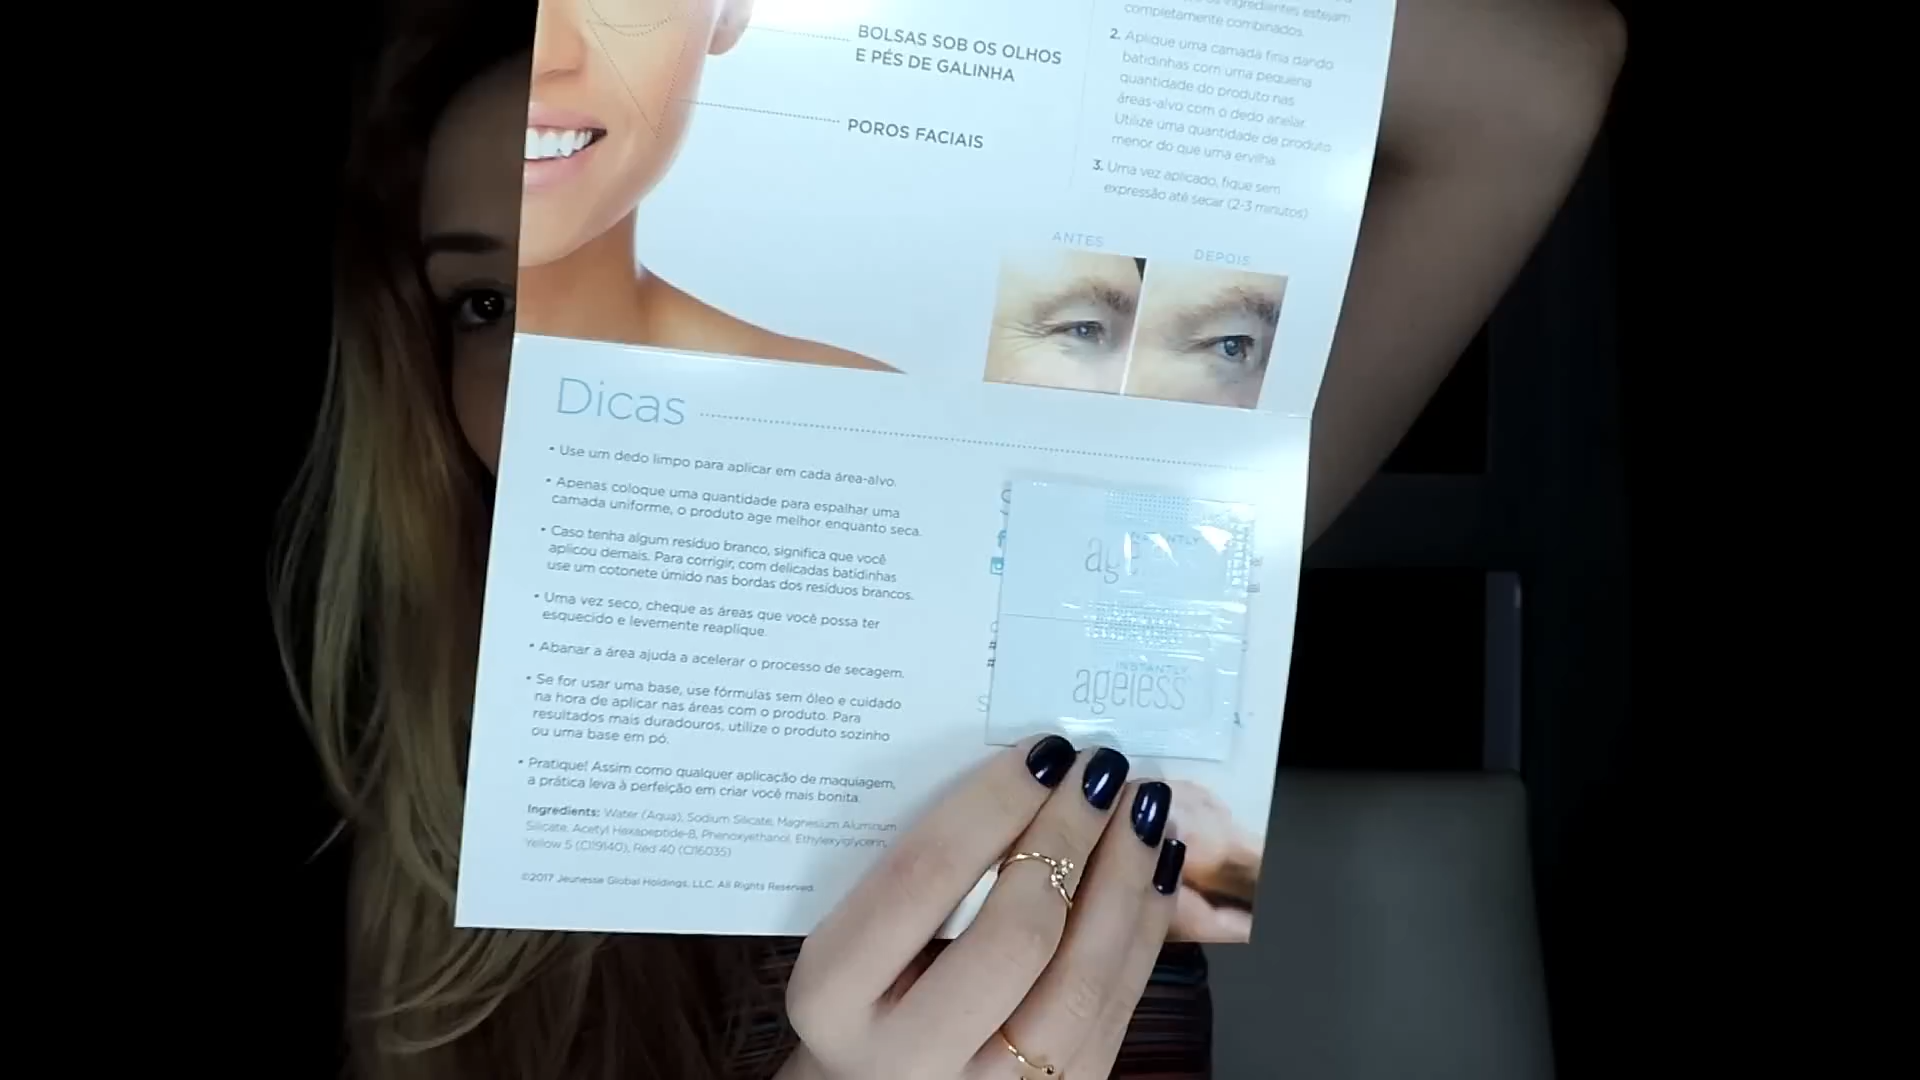 BOLSAS SOB OS OLHOS
E PÉS DE GALINHA
POROS FACIAIS
ingredientes estejam
completamente combinados.
2. Aplique uma camada fina dando
batidinhas com uma pequena
quantidade do produto nas
áreas-alvo com o dedo anelar.
Utilize uma quantidade de produto
menor do que uma ervilha.
3. Uma vez aplicado, fique sem
expressão até secar (2-3 minutos)
ANTES
DEPOIS
Dicas
• Use um dedo limpo para aplicar em cada área-alvo.
• Apenas coloque uma quantidade para espalhar uma
camada uniforme, o produto age melhor enquanto seca.
• Caso tenha algum resíduo branco, significa que você
aplicou demais. Para corrigir, com delicadas batidinhas
use um cotonete úmido nas bordas dos resíduos brancos.
• Uma vez seco, cheque as áreas que você possa ter
esquecido e levemente reaplique.
• Abanar a área ajuda a acelerar o processo de secagem.
• Se for usar uma base, use fórmulas sem óleo e cuidado
na hora de aplicar nas áreas com o produto. Para
resultados mais duradouros, utilize o produto sozinho
ou uma base em pó.
• Pratique! Assim como qualquer aplicação de maquiagem,
a prática leva à perfeição em criar você mais bonita.
Ingredients: Water (Aqua), Sodium Silicate, Magnesium Aluminum
Silicate, Acetyl Hexapeptide-8, Phenoxyethanol, Ethylexyglycerin,
Yellow 5 (CI19140), Red 40 (CI16035)
©2017 Jeunesse Global Holdings, LLC. All Rights Reserved.
INSTANTLY
ageless